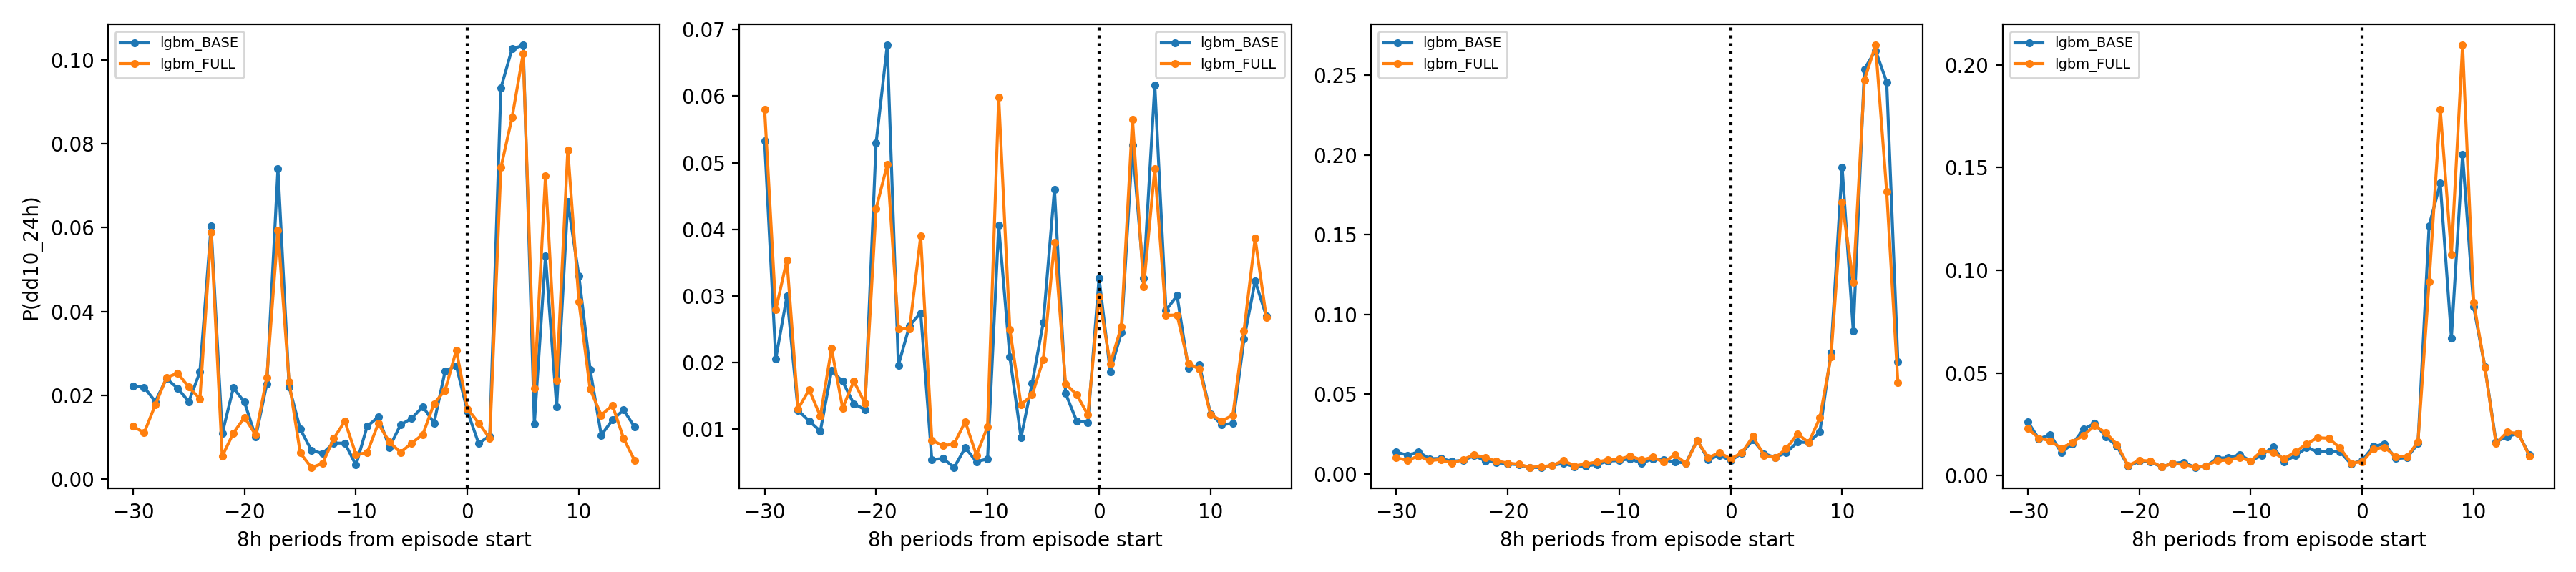 P(dd10_24h)
0.10
0.08
0.06
0.04
0.02
0.00
lgbm_BASE
lgbm_FULL
−30 −20 −10 0 10
8h periods from episode start
0.07
0.06
0.05
0.04
0.03
0.02
0.01
lgbm_BASE
lgbm_FULL
−30 −20 −10 0 10
8h periods from episode start
0.25
0.20
0.15
0.10
0.05
0.00
lgbm_BASE
lgbm_FULL
−30 −20 −10 0 10
8h periods from episode start
0.20
0.15
0.10
0.05
0.00
lgbm_BASE
lgbm_FULL
−30 −20 −10 0 10
8h periods from episode start